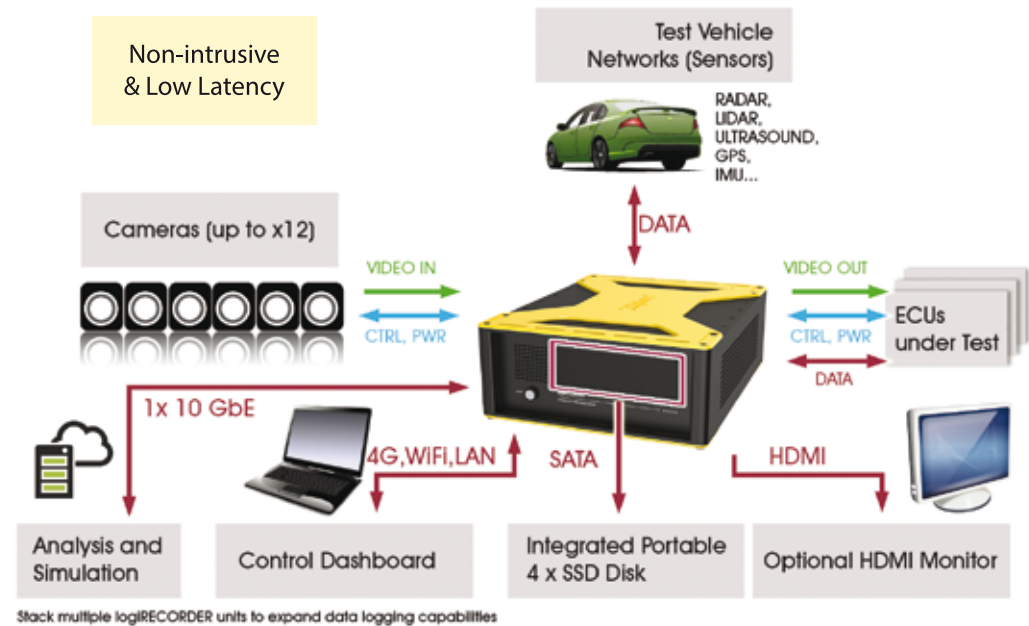 Non-intrusive
& Low Latency
Test Vehicle
Networks (Sensors)
RADAR,
LIDAR,
ULTRASOUND,
GPS,
IMU...
DATA
Cameras (up to x12)
VIDEO IN
CTRL, PWR
VIDEO OUT
CTRL, PWR
DATA
ECUs
under Test
1x 10 GbE
4G,WiFi,LAN
SATA
HDMI
Analysis and
Simulation
Control Dashboard
Integrated Portable
4 x SSD Disk
Optional HDMI Monitor
Stack multiple logiRECORDER units to expand data logging capabilities